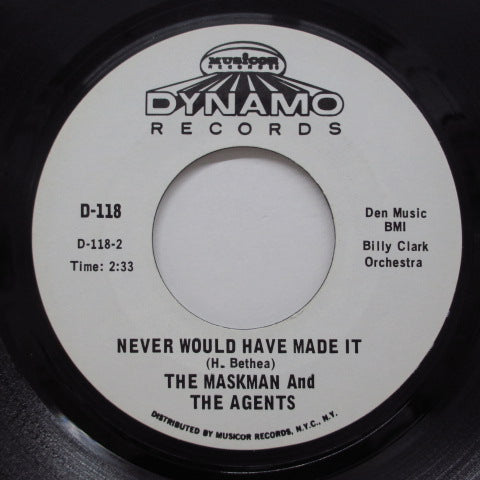 MUSICOR
RECORDS
DYNAMO
RECORDS
D-118
D-118-2
Time: 2:33
Den Music
BMI
Billy Clark
Orchestra
NEVER WOULD HAVE MADE IT
(H. Bethea)
THE MASKMAN And
THE AGENTS
DISTRIBUTED BY MUSICOR RECORDS, N.Y.C., N.Y.